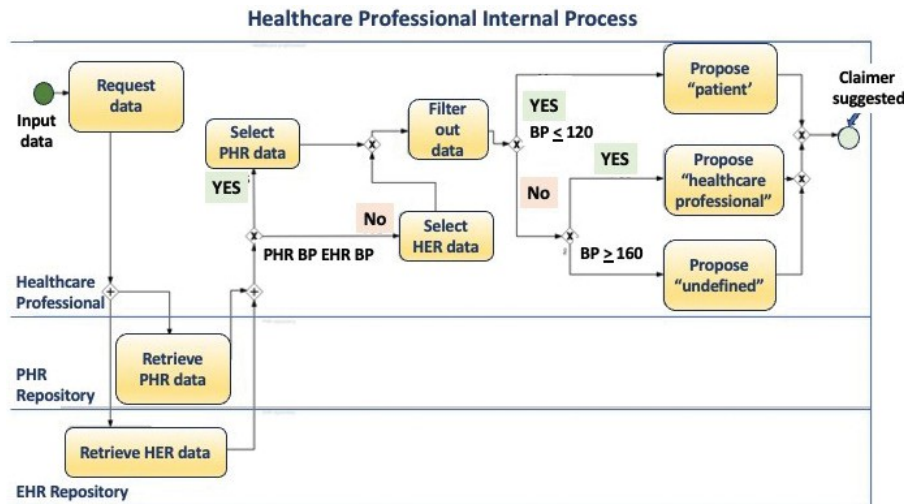 Healthcare Professional Internal Process
Request
data
Input
data
Select
PHR data
YES
Filter
out
data
YES
BP ≤ 120
No
Propose
"patient'
Claimer
suggested
YES
Propose
"healthcare
professional"
No
Select
HER data
PHR BP EHR BP
BP ≥ 160
Propose
"undefined"
Healthcare
Professional
Retrieve
PHR data
PHR
Repository
Retrieve HER data
EHR Repository